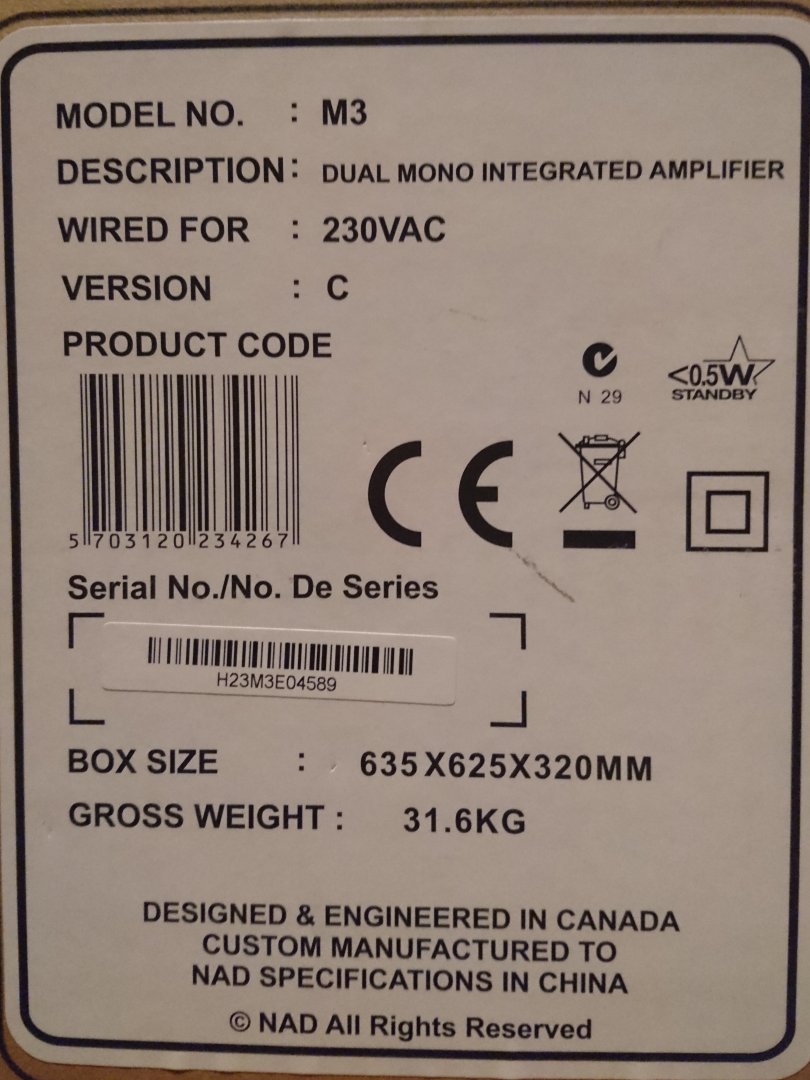 MODEL NO. : M3
DESCRIPTION : DUAL MONO INTEGRATED AMPLIFIER
WIRED FOR : 230VAC
VERSION : C
PRODUCT CODE
N 29
<0.5W
STANDBY
5 703120 234267
CE
Serial No./No. De Series
H23M3E04589
BOX SIZE : 635X625X320MM
GROSS WEIGHT : 31.6KG
DESIGNED & ENGINEERED IN CANADA
CUSTOM MANUFACTURED TO
NAD SPECIFICATIONS IN CHINA
© NAD All Rights Reserved